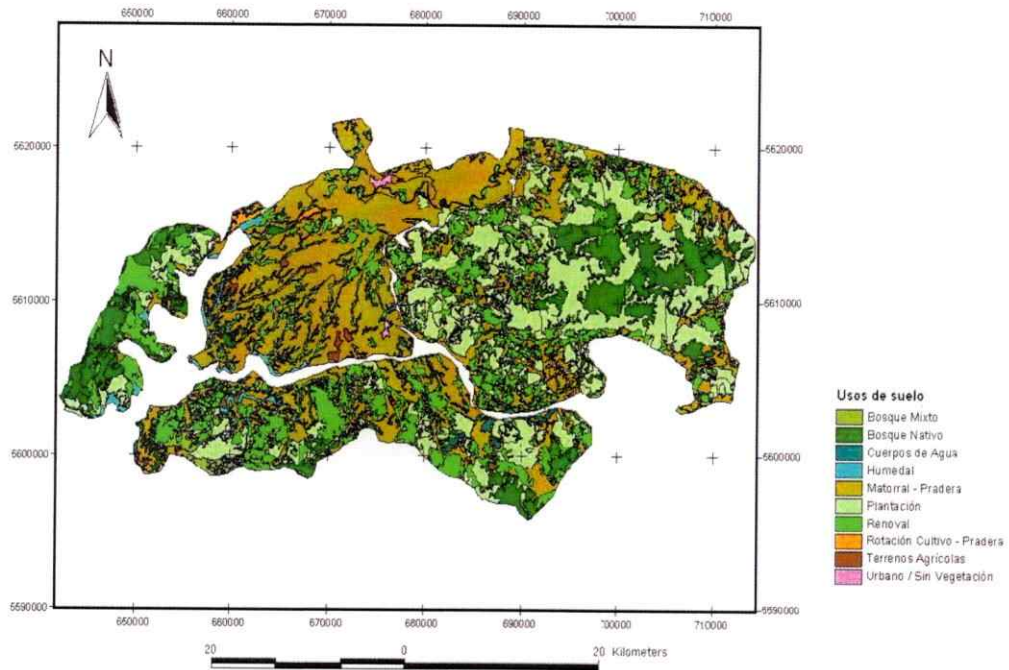 650000 660000 670000 680000 690000 700000 710000
N
5620000 5620000
5610000 5610000
5600000 5600000
5590000 5590000
650000 660000 670000 680000 690000 700000 710000
20 0 20 Kilometers
Usos de suelo
Bosque Mixto
Bosque Nativo
Cuerpos de Agua
Humedal
Matorral - Pradera
Plantación
Renoval
Rotación Cultivo - Pradera
Terrenos Agrícolas
Urbano / Sin Vegetación